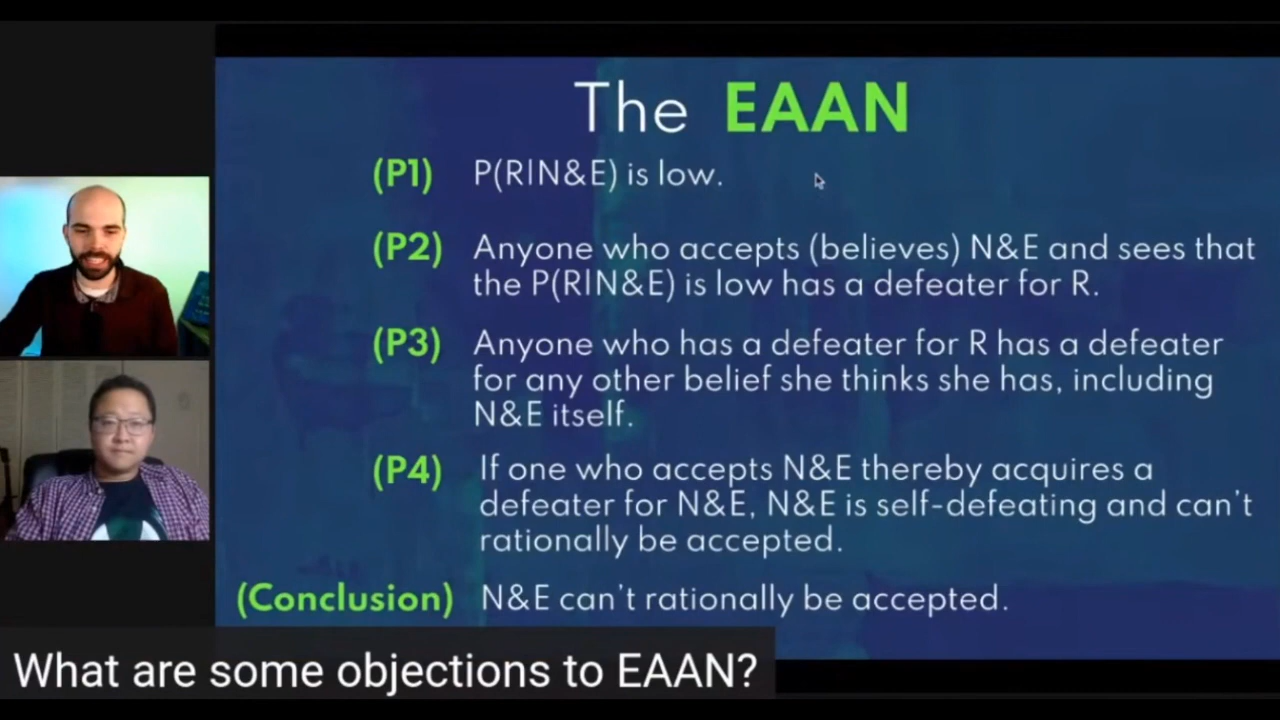 The EAAN
(P1) P(RIN&E) is low.
(P2) Anyone who accepts (believes) N&E and sees that
the P(RIN&E) is low has a defeater for R.
(P3) Anyone who has a defeater for R has a defeater
for any other belief she thinks she has, including
N&E itself.
(P4) If one who accepts N&E thereby acquires a
defeater for N&E, N&E is self-defeating and can't
rationally be accepted.
(Conclusion) N&E can't rationally be accepted.
What are some objections to EAAN?